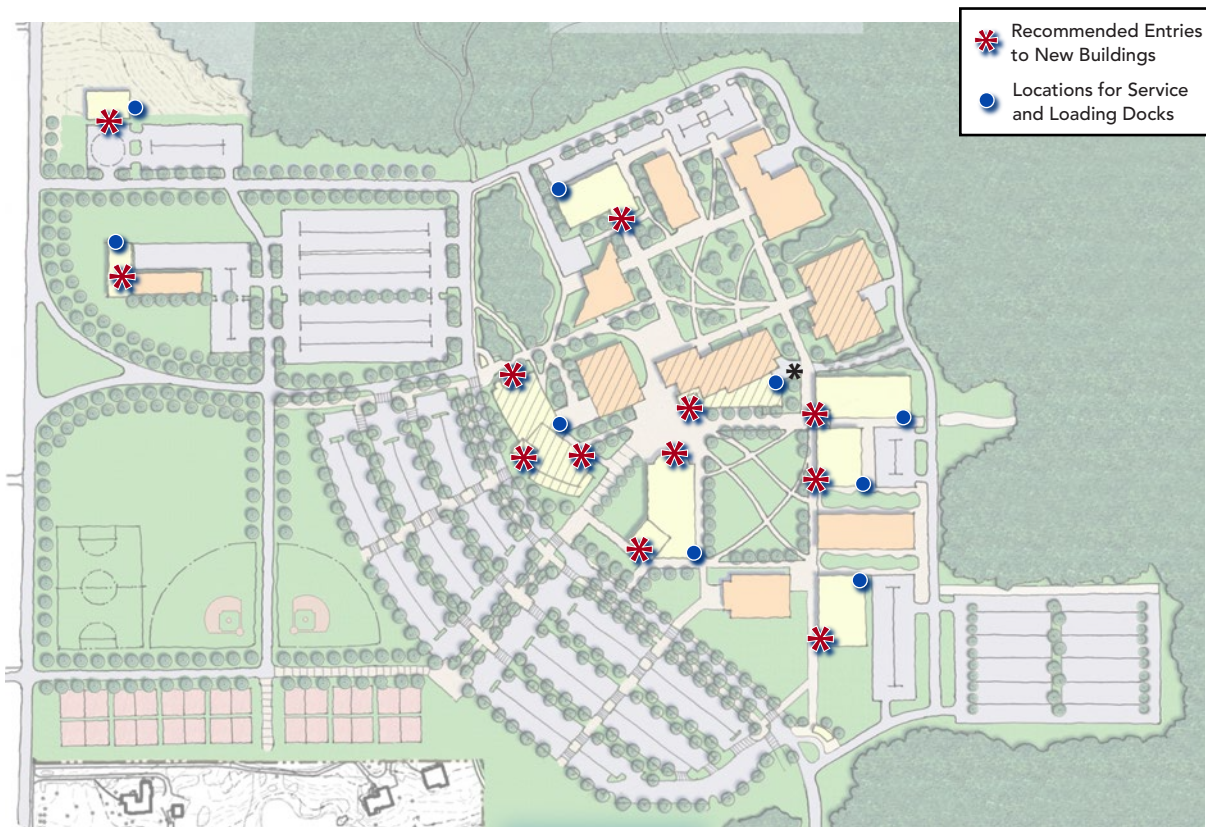 Recommended Entries
to New Buildings
Locations for Service
and Loading Docks